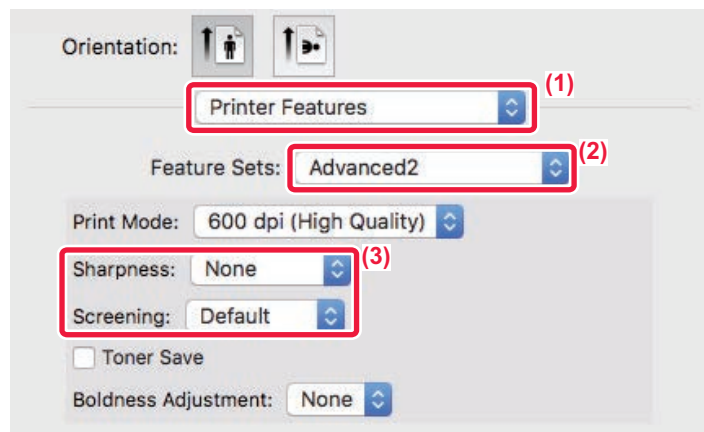 Orientation:
(1)
Printer Features
(2)
Feature Sets: Advanced2
Print Mode: 600 dpi (High Quality)
(3)
Sharpness: None
Screening: Default
Toner Save
Boldness Adjustment: None